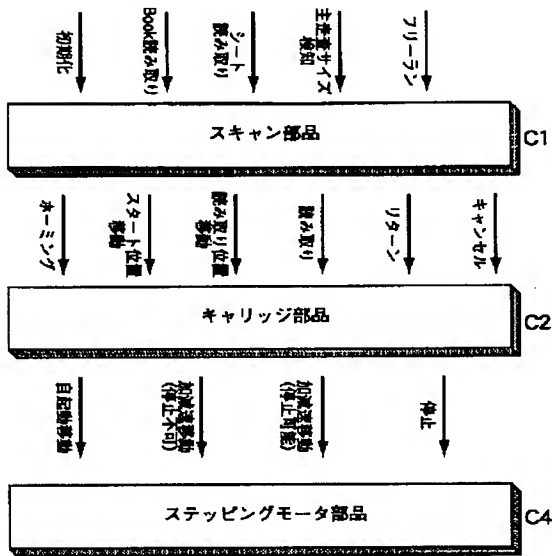 初期化
Book読み取り
シート
読み取り
主走査サイズ
検知
フリーラン
スキャン部品
C1
ホーミング
スタート位置
移動
読み取り位置
移動
読み取り
リターン
キャンセル
キャリッジ部品
C2
自起動移動
加減速移動
(停止不可)
加減速移動
(停止可能)
停止
ステッピングモータ部品
C4